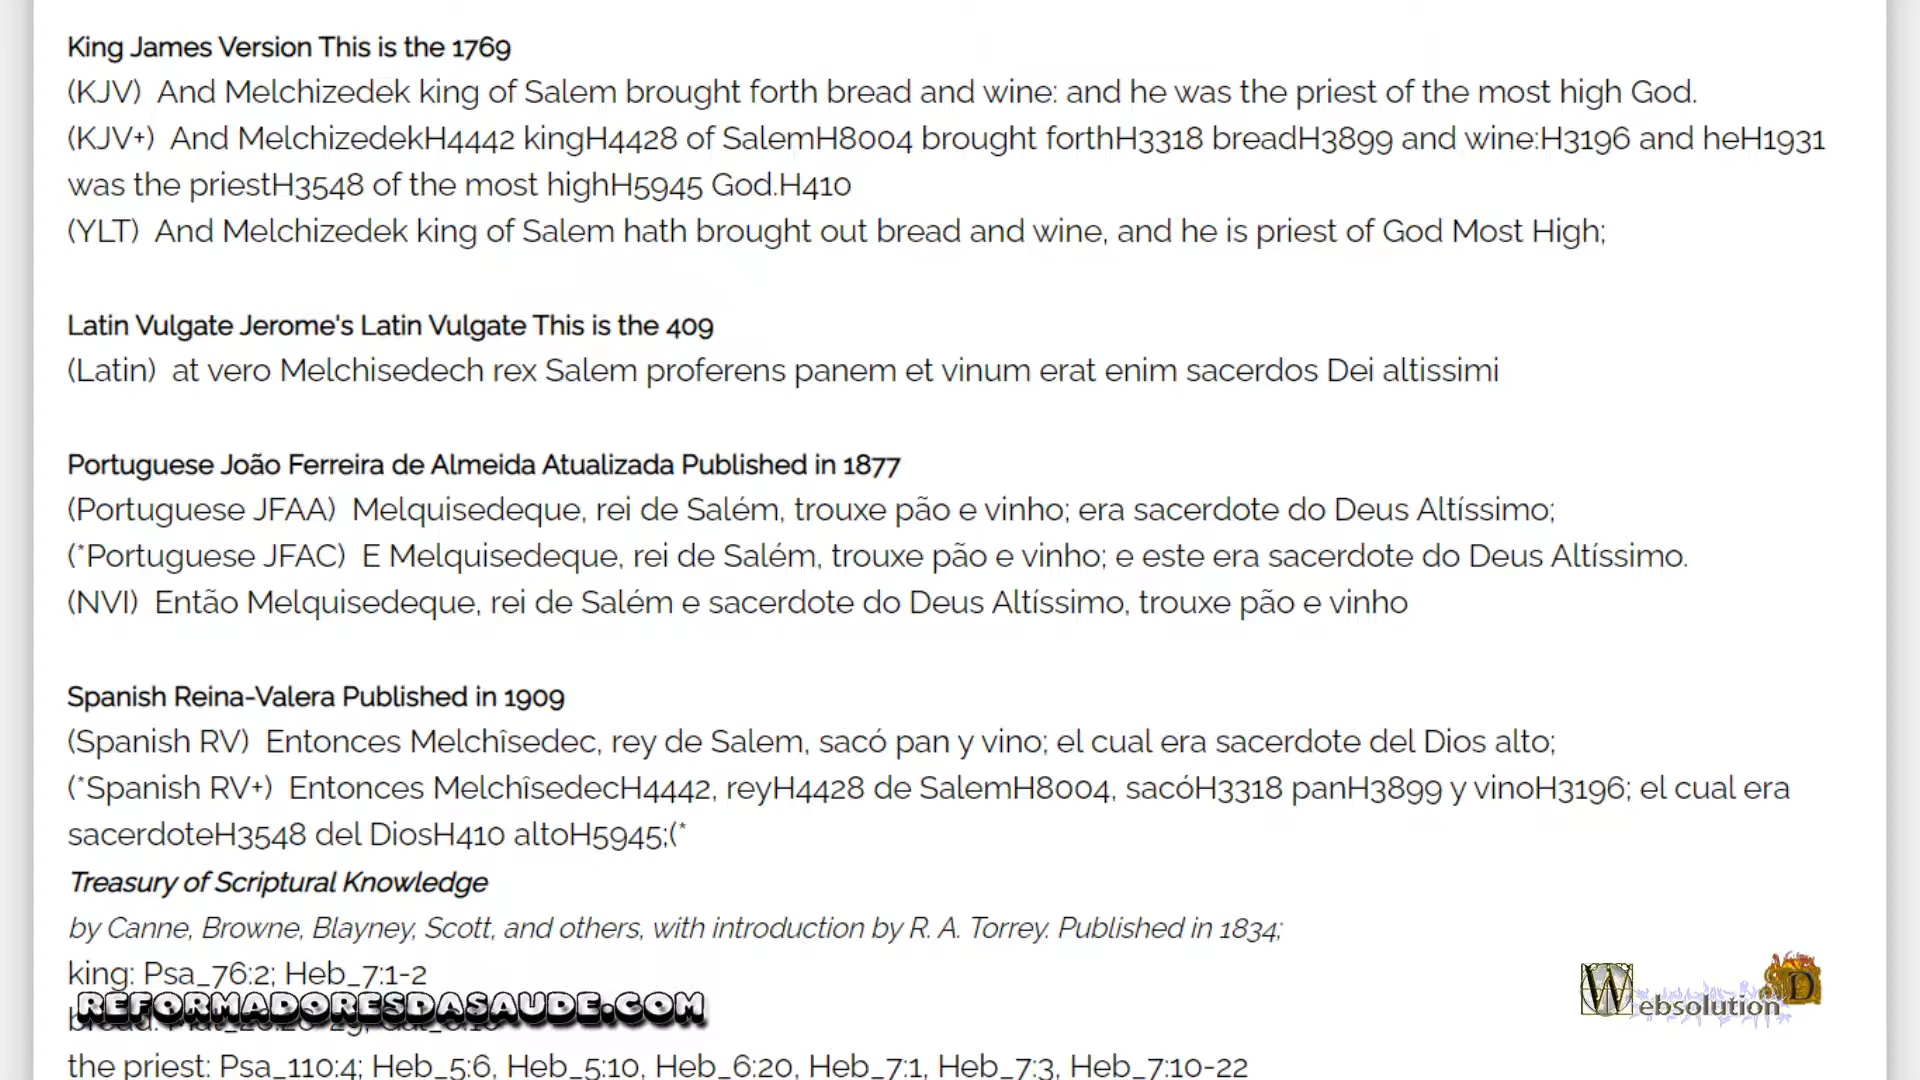 King James Version This is the 1769
(KJV)  And Melchizedek king of Salem brought forth bread and wine: and he was the priest of the most high God.
(KJV+)  And MelchizedekH4442 kingH4428 of SalemH8004 brought forthH3318 breadH3899 and wine:H3196 and heH1931
was the priestH3548 of the most highH5945 God.H410
(YLT)  And Melchizedek king of Salem hath brought out bread and wine, and he is priest of God Most High;
Latin Vulgate Jerome's Latin Vulgate This is the 409
(Latin)  at vero Melchisedech rex Salem proferens panem et vinum erat enim sacerdos Dei altissimi
Portuguese João Ferreira de Almeida Atualizada Published in 1877
(Portuguese JFAA)  Melquisedeque, rei de Salém, trouxe pão e vinho; era sacerdote do Deus Altíssimo;
(*Portuguese JFAC)  E Melquisedeque, rei de Salém, trouxe pão e vinho; e este era sacerdote do Deus Altíssimo.
(NVI)  Então Melquisedeque, rei de Salém e sacerdote do Deus Altíssimo, trouxe pão e vinho
Spanish Reina-Valera Published in 1909
(Spanish RV)  Entonces Melchîsedec, rey de Salem, sacó pan y vino; el cual era sacerdote del Dios alto;
(*Spanish RV+)  Entonces MelchîsedecH4442, reyH4428 de SalemH8004, sacóH3318 panH3899 y vinoH3196; el cual era
sacerdoteH3548 del DiosH410 altoH5945;(*
Treasury of Scriptural Knowledge
by Canne, Browne, Blayney, Scott, and others, with introduction by R. A. Torrey. Published in 1834;
king: Psa_76:2; Heb_7:1-2
REFORMADORESDASAUDE.COM
bread:
the priest: Psa_110:4; Heb_5:6, Heb_5:10, Heb_6:20, Heb_7:1, Heb_7:3, Heb_7:10-22
Websolution D